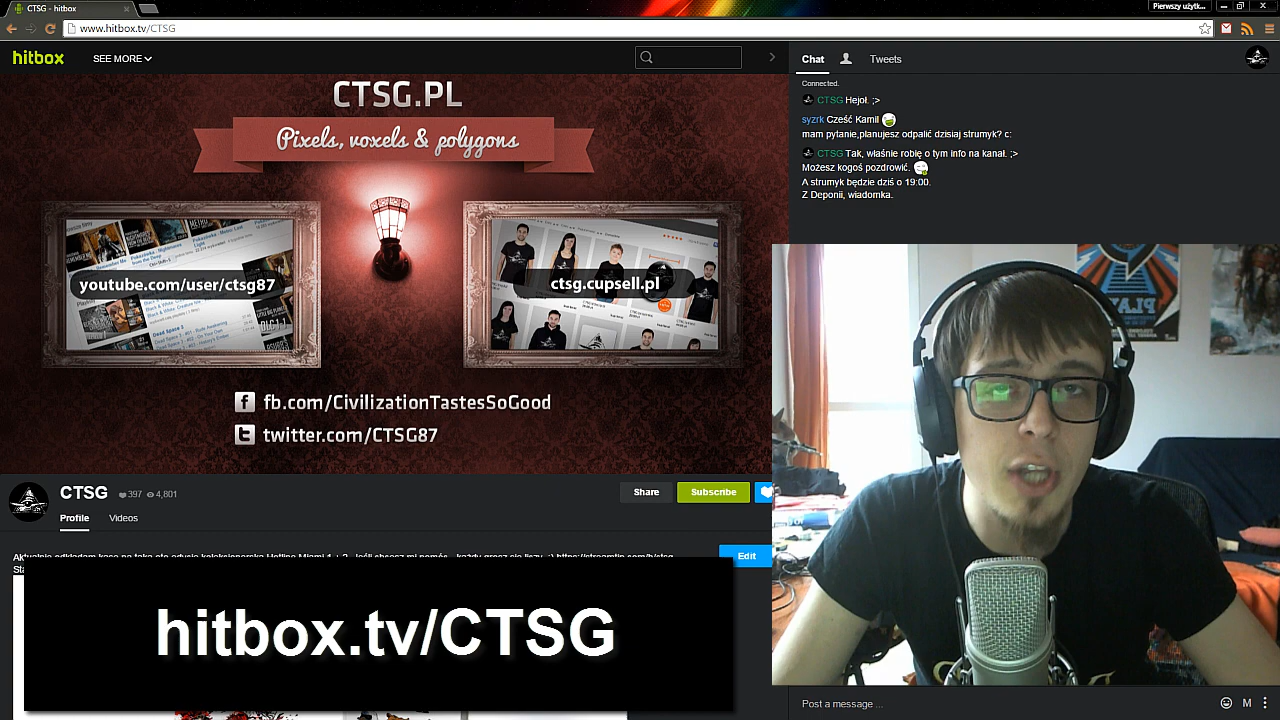 CTSG - hitbox
Pierwszy użytk...
www.hitbox.tv/CTSG
hitbox
SEE MORE
Chat
Tweets
CTSG.PL
Pixels, voxels & polygons
youtube.com/user/ctsg87
ctsg.cupsell.pl
fb.com/CivilizationTastesSoGood
twitter.com/CTSG87
Connected.
CTSG Hejoł. ;>
syzrk Cześć Kamil
mam pytanie,planujesz odpalić dzisiaj strumyk? c:
CTSG Tak, właśnie robię o tym info na kanał. ;>
Możesz kogoś pozdrowić.
A strumyk będzie dziś o 19:00.
Z Deponii, wiadomka.
CTSG 397 4,801
Share
Subscribe
Profile
Videos
Edit
hitbox.tv/CTSG
Post a message ...
M